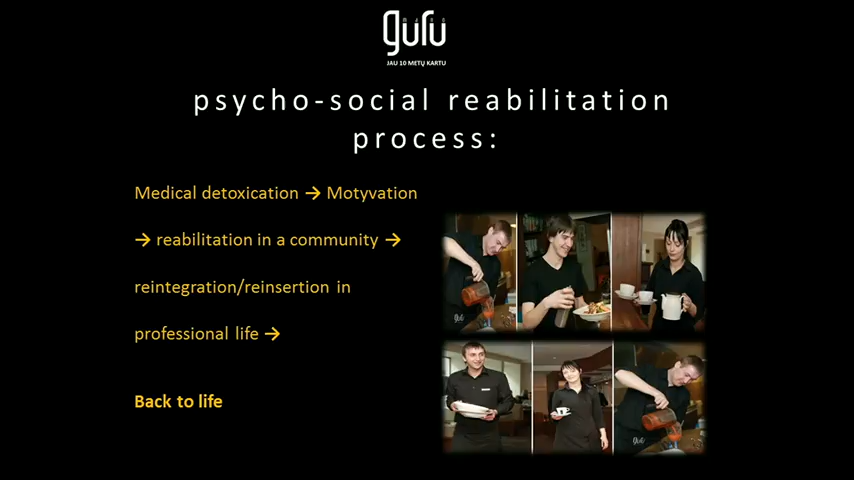 guru
JAU 10 METŲ KARTU
psycho-social reabilitation
process:
Medical detoxication → Motyvation
→ reabilitation in a community →
reintegration/reinsertion in
professional life →
Back to life